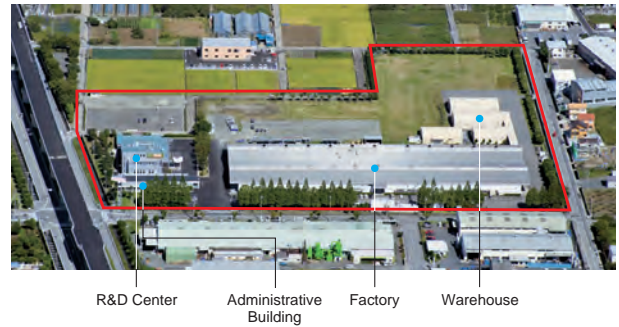 R&D Center
Administrative
Building
Factory
Warehouse